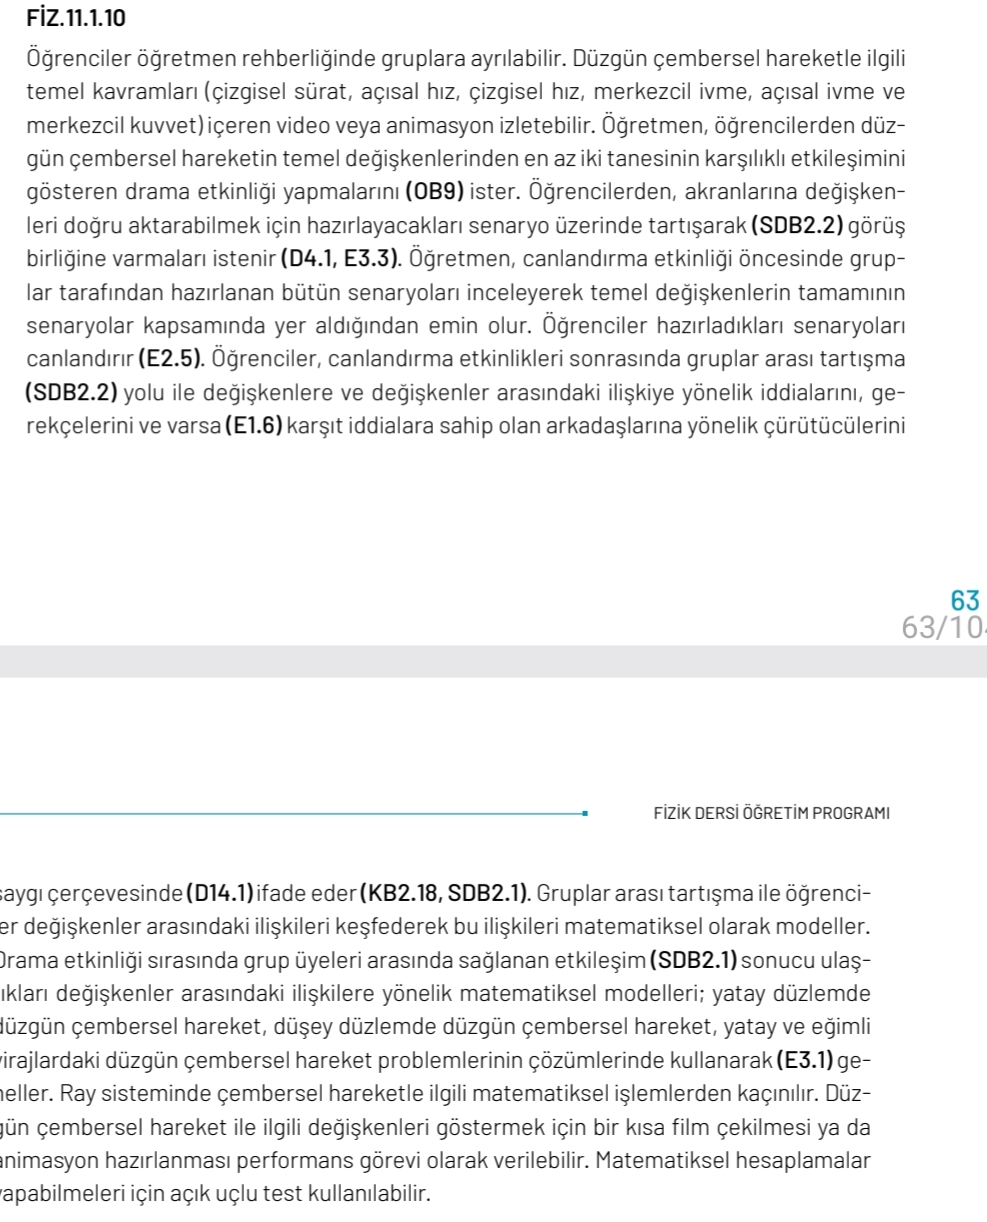 FİZ.11.1.10
Öğrenciler öğretmen rehberliğinde gruplara ayrılabilir. Düzgün çembersel hareketle ilgili
temel kavramları (çizgisel sürat, açısal hız, çizgisel hız, merkezcil ivme, açısal ivme ve
merkezcil kuvvet) içeren video veya animasyon izletebilir. Öğretmen, öğrencilerden düz-
gün çembersel hareketin temel değişkenlerinden en az iki tanesinin karşılıklı etkileşimini
gösteren drama etkinliği yapmalarını (OB9) ister. Öğrencilerden, akranlarına değişken-
leri doğru aktarabilmek için hazırlayacakları senaryo üzerinde tartışarak (SDB2.2) görüş
birliğine varmaları istenir (D4.1, E3.3). Öğretmen, canlandırma etkinliği öncesinde grup-
lar tarafından hazırlanan bütün senaryoları inceleyerek temel değişkenlerin tamamının
senaryolar kapsamında yer aldığından emin olur. Öğrenciler hazırladıkları senaryoları
canlandırır (E2.5). Öğrenciler, canlandırma etkinlikleri sonrasında gruplar arası tartışma
(SDB2.2) yolu ile değişkenlere ve değişkenler arasındaki ilişkiye yönelik iddialarını, ge-
rekçelerini ve varsa (E1.6) karşıt iddialara sahip olan arkadaşlarına yönelik çürütücülerini
63
63/104
FİZİK DERSİ ÖĞRETİM PROGRAMI
saygı çerçevesinde (D14.1) ifade eder (KB2.18, SDB2.1). Gruplar arası tartışma ile öğrenci-
er değişkenler arasındaki ilişkileri keşfederek bu ilişkileri matematiksel olarak modeller.
Drama etkinliği sırasında grup üyeleri arasında sağlanan etkileşim (SDB2.1) sonucu ulaş-
ıkları değişkenler arasındaki ilişkilere yönelik matematiksel modelleri; yatay düzlemde
düzgün çembersel hareket, düşey düzlemde düzgün çembersel hareket, yatay ve eğimli
virajlardaki düzgün çembersel hareket problemlerinin çözümlerinde kullanarak (E3.1) ge-
neller. Ray sisteminde çembersel hareketle ilgili matematiksel işlemlerden kaçınılır. Düz-
gün çembersel hareket ile ilgili değişkenleri göstermek için bir kısa film çekilmesi ya da
animasyon hazırlanması performans görevi olarak verilebilir. Matematiksel hesaplamalar
yapabilmeleri için açık uçlu test kullanılabilir.